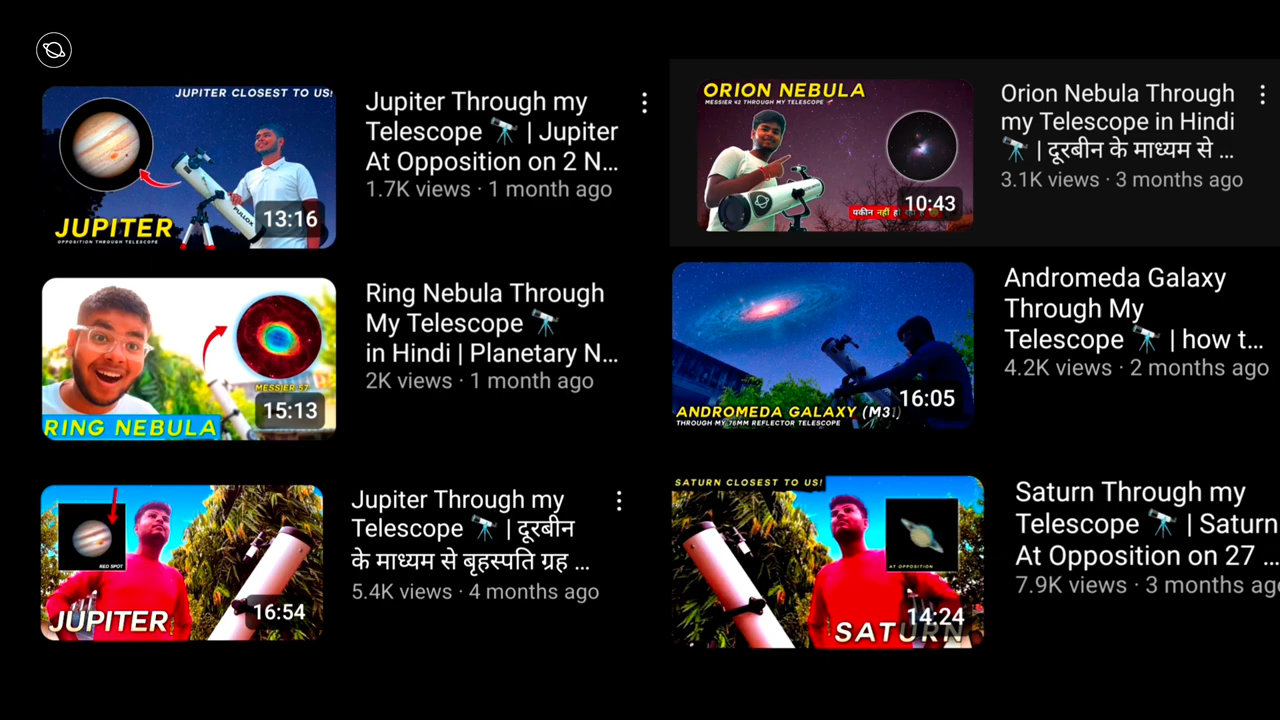 JUPITER CLOSEST TO US!
JUPITER
OPPOSITION THROUGH TELESCOPE
13:16
Jupiter Through my
Telescope 🔭 | Jupiter
At Opposition on 2 N...
1.7K views · 1 month ago
ORION NEBULA
MESSIER 42 THROUGH MY TELESCOPE
पकीन नहीं
10:43
Orion Nebula Through
my Telescope in Hindi
🔭 | दूरबीन के माध्यम से ...
3.1K views · 3 months ago
MESSIER 57
RING NEBULA
15:13
Ring Nebula Through
My Telescope 🔭
in Hindi | Planetary N...
2K views · 1 month ago
ANDROMEDA GALAXY (M31)
THROUGH MY 76MM REFLECTOR TELESCOPE
16:05
Andromeda Galaxy
Through My
Telescope 🔭 | how t...
4.2K views · 2 months ago
RED SPOT
JUPITER
16:54
Jupiter Through my
Telescope 🔭 | दूरबीन
के माध्यम से बृहस्पति ग्रह ...
5.4K views · 4 months ago
SATURN CLOSEST TO US!
AT OPPOSITION
SATURN
14:24
Saturn Through my
Telescope 🔭 | Saturn
At Opposition on 27 ...
7.9K views · 3 months ag